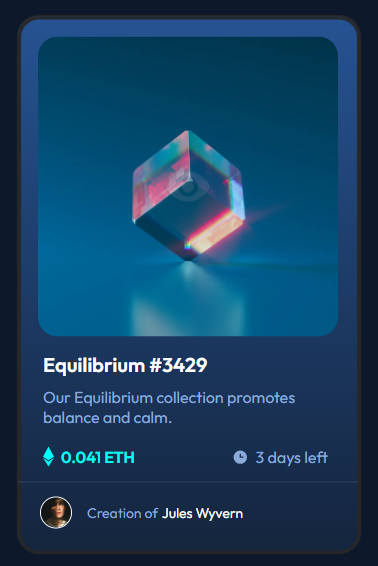 Equilibrium #3429
Our Equilibrium collection promotes
balance and calm.
0.041 ETH
3 days left
Creation of Jules Wyvern